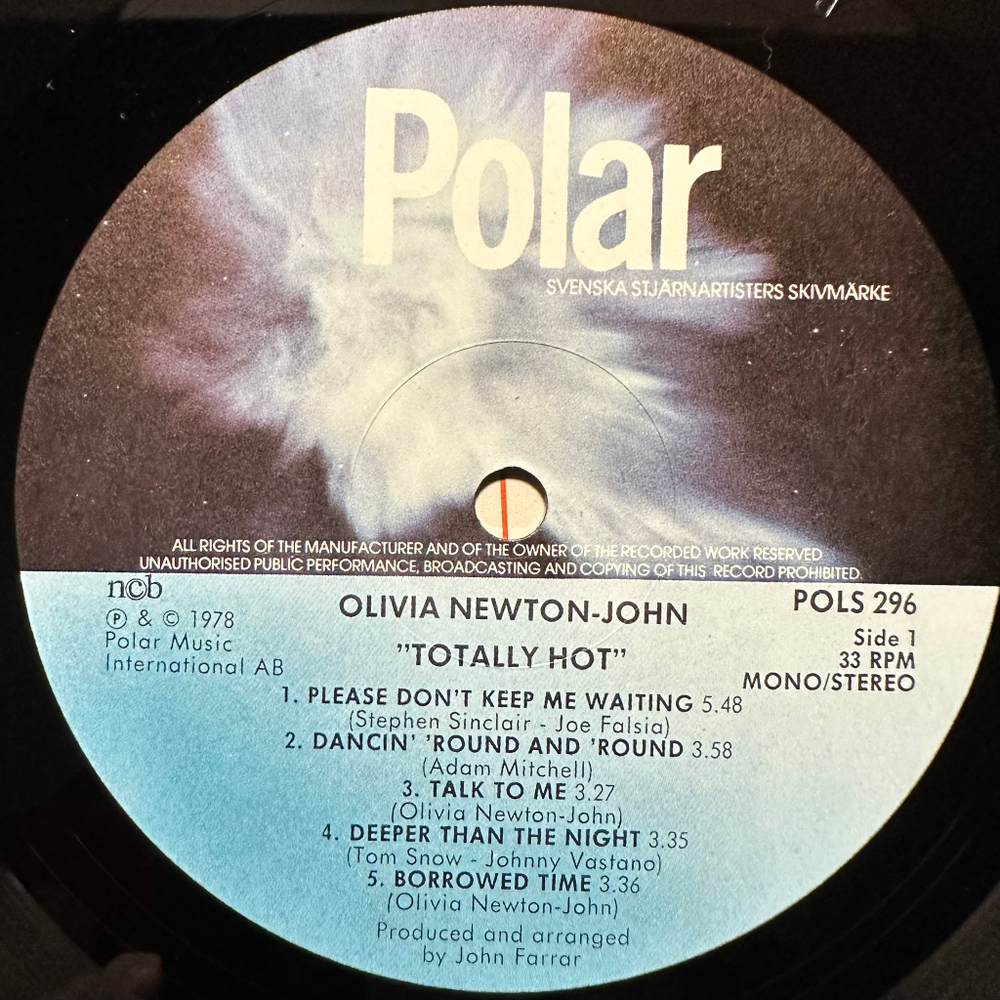 Polar
SVENSKA STJÄRNARTISTERS SKIVMÄRKE
ALL RIGHTS OF THE MANUFACTURER AND OF THE OWNER OF THE RECORDED WORK RESERVED
UNAUTHORISED PUBLIC PERFORMANCE, BROADCASTING AND COPYING OF THIS RECORD PROHIBITED.
n©b
℗ & © 1978
Polar Music
International AB
OLIVIA NEWTON-JOHN
"TOTALLY HOT"
POLS 296
Side 1
33 RPM
MONO/STEREO
1. PLEASE DON'T KEEP ME WAITING 5.48
(Stephen Sinclair - Joe Falsia)
2. DANCIN' 'ROUND AND 'ROUND 3.58
(Adam Mitchell)
3. TALK TO ME 3.27
(Olivia Newton-John)
4. DEEPER THAN THE NIGHT 3.35
(Tom Snow - Johnny Vastano)
5. BORROWED TIME 3.36
(Olivia Newton-John)
Produced and arranged
by John Farrar